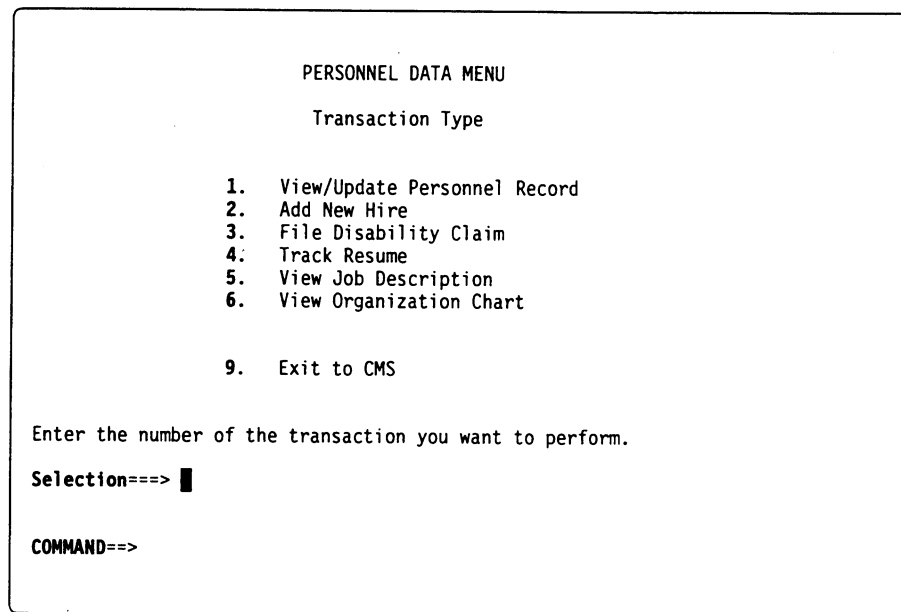 PERSONNEL DATA MENU
Transaction Type
1. View/Update Personnel Record
2. Add New Hire
3. File Disability Claim
4. Track Resume
5. View Job Description
6. View Organization Chart
9. Exit to CMS
Enter the number of the transaction you want to perform.
Selection===>
COMMAND==>